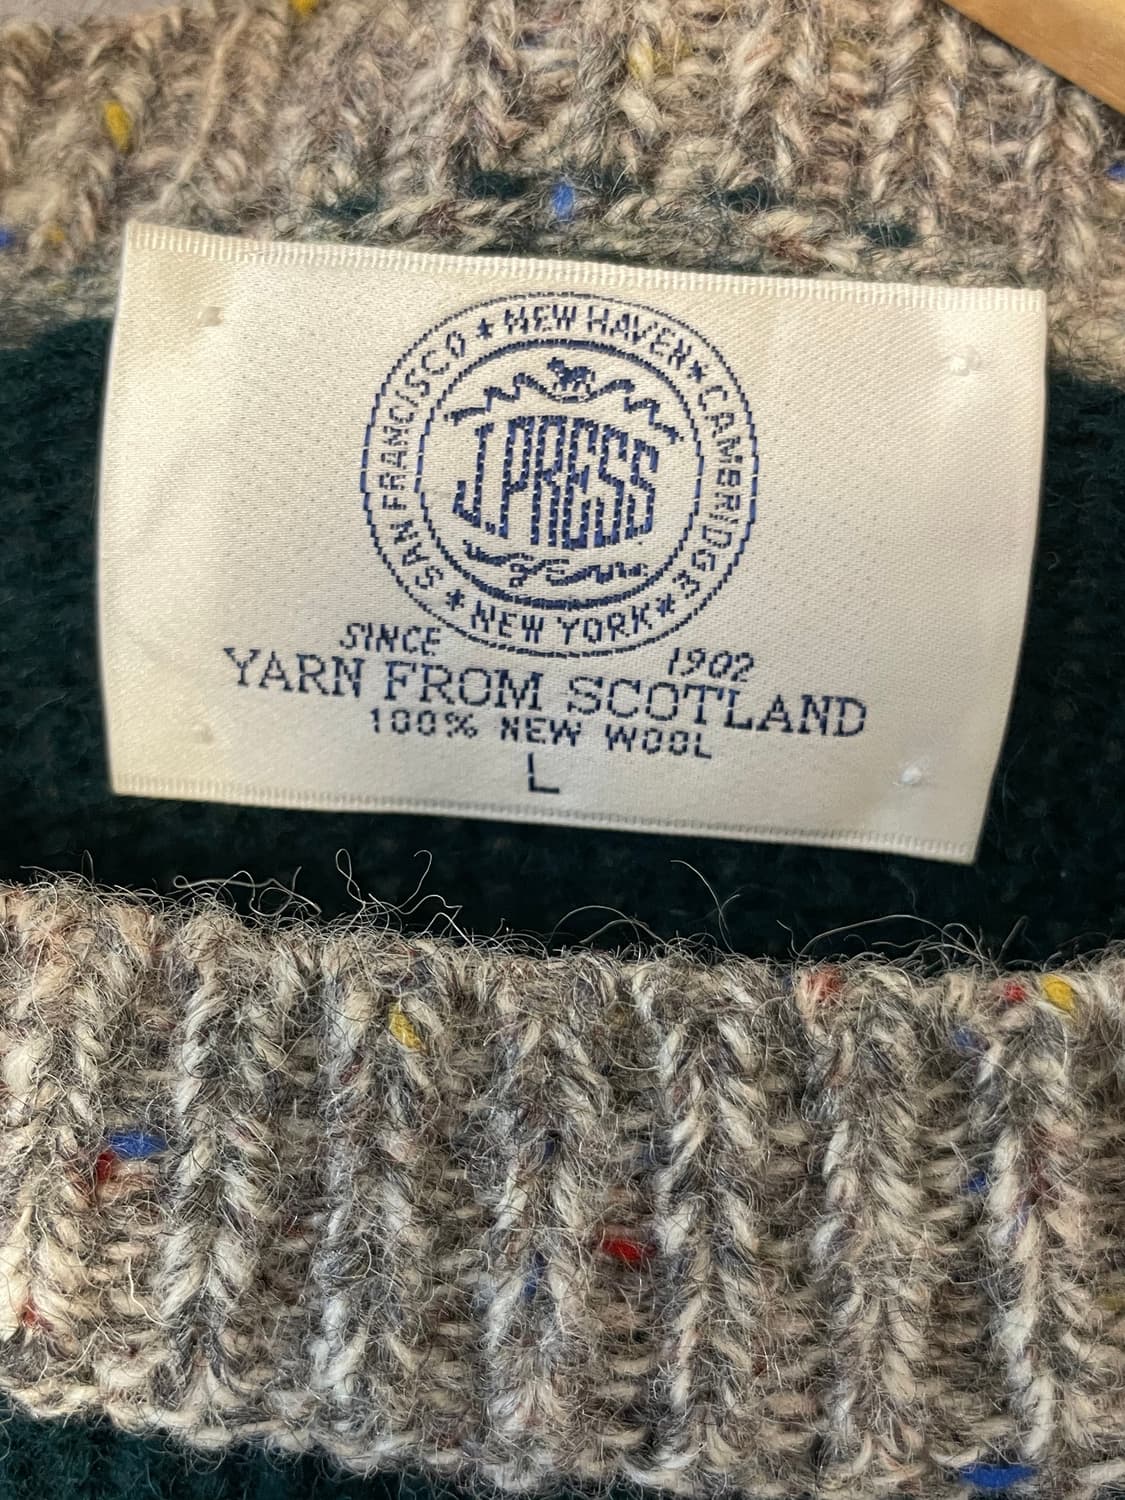 ★ NEW HAVEN ★ CAMBRIDGE ★ NEW YORK ★ SAN FRANCISCO
J.PRESS
SINCE 1902
YARN FROM SCOTLAND
100% NEW WOOL
L